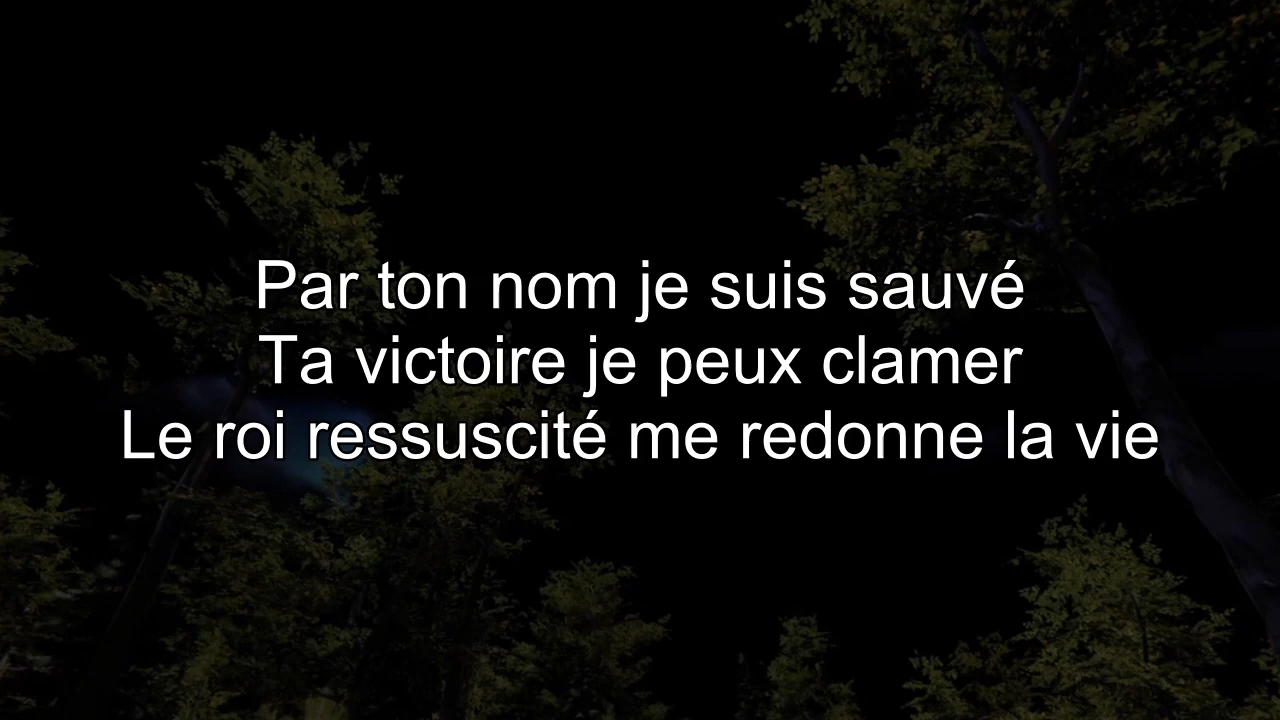 Par ton nom je suis sauvé
Ta victoire je peux clamer
Le roi ressuscité me redonne la vie